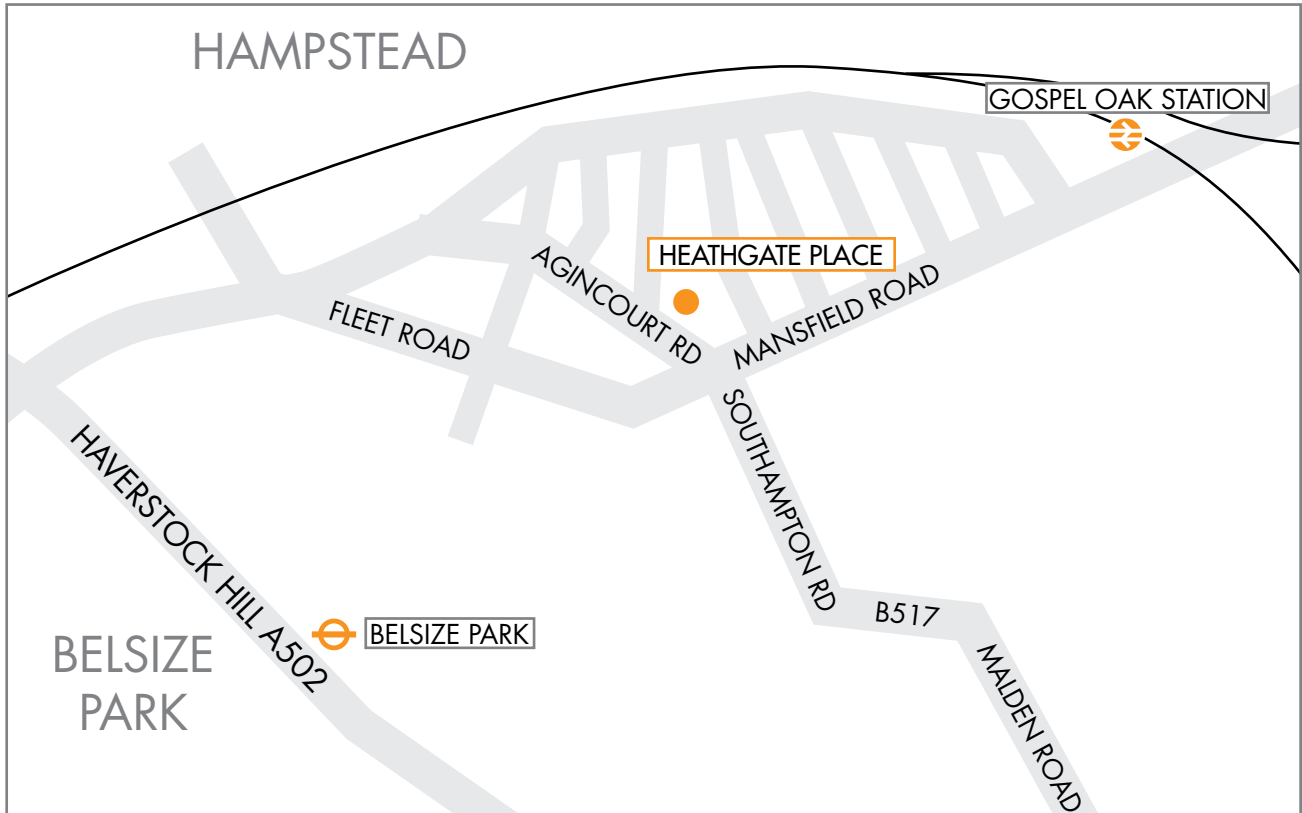 HAMPSTEAD
GOSPEL OAK STATION
HEATHGATE PLACE
AGINCOURT RD
MANSFIELD ROAD
FLEET ROAD
SOUTHAMPTON RD
HAVERSTOCK HILL A502
B517
BELSIZE PARK
BELSIZE
PARK
MALDEN ROAD